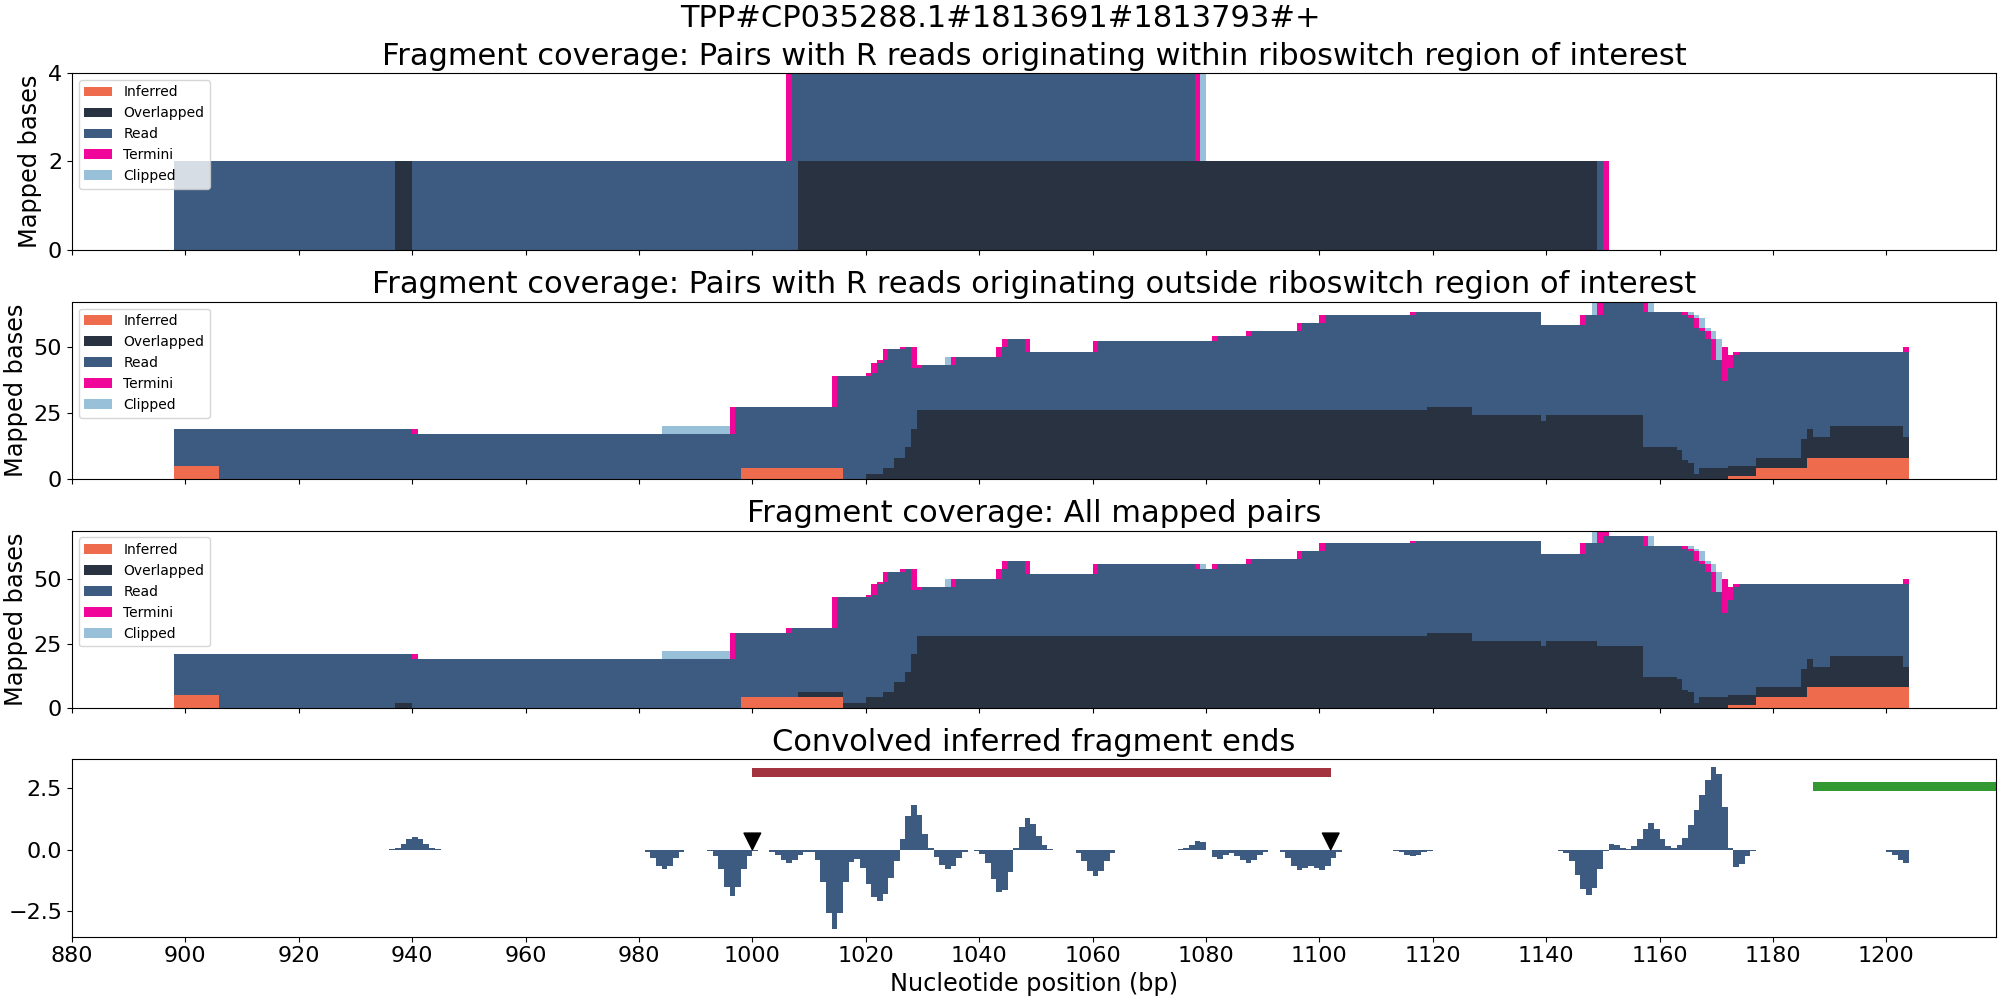 TPP#CP035288.1#1813691#1813793#+
Fragment coverage: Pairs with R reads originating within riboswitch region of interest
Mapped bases
4
2
0
Inferred
Overlapped
Read
Termini
Clipped
Fragment coverage: Pairs with R reads originating outside riboswitch region of interest
Mapped bases
50
25
0
Inferred
Overlapped
Read
Termini
Clipped
Fragment coverage: All mapped pairs
Mapped bases
50
25
0
Inferred
Overlapped
Read
Termini
Clipped
Convolved inferred fragment ends
2.5
0.0
−2.5
880 900 920 940 960 980 1000 1020 1040 1060 1080 1100 1120 1140 1160 1180 1200
Nucleotide position (bp)